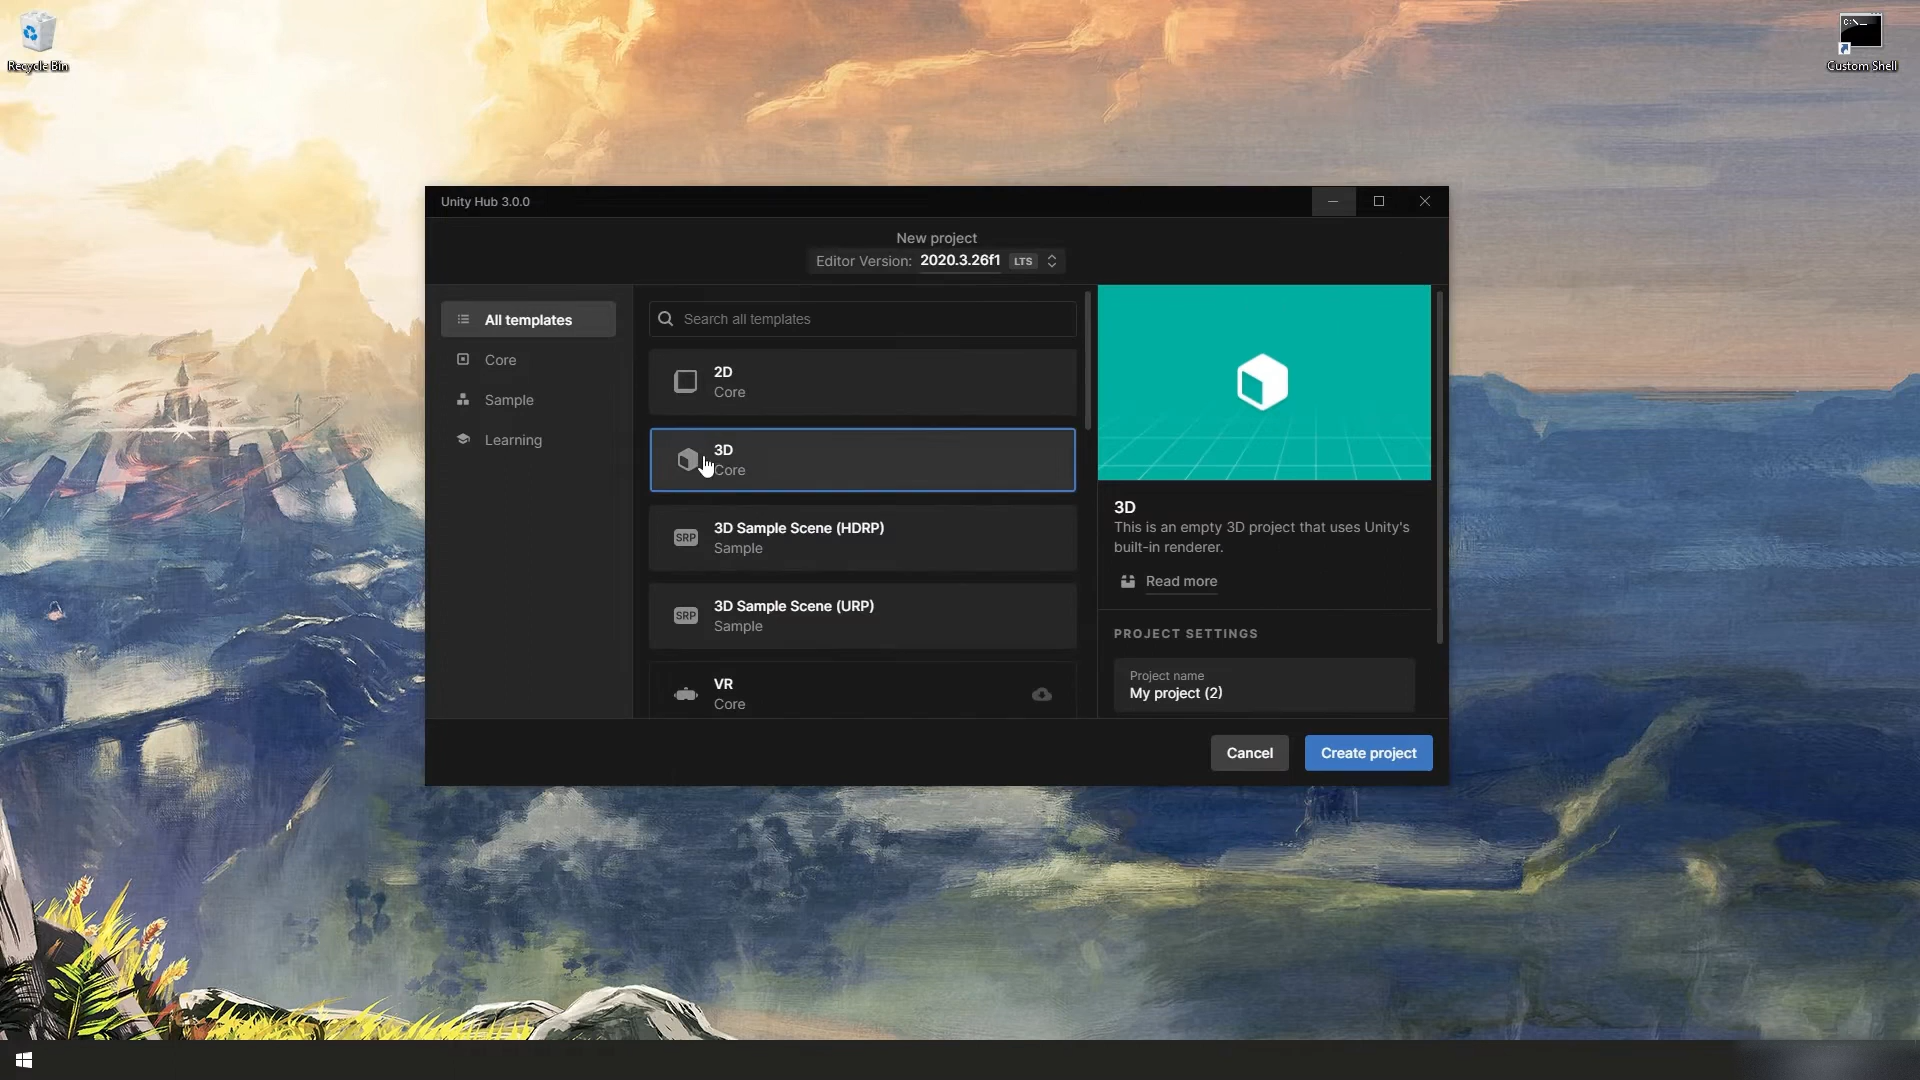 Recycle Bin
Custom Shell
C:\_
Unity Hub 3.0.0
New project
Editor Version: 2020.3.26f1 LTS
All templates
Core
Sample
Learning
Search all templates
2D
Core
3D
Core
SRP
3D Sample Scene (HDRP)
Sample
SRP
3D Sample Scene (URP)
Sample
VR
Core
3D
This is an empty 3D project that uses Unity's
built-in renderer.
Read more
PROJECT SETTINGS
Project name
My project (2)
Cancel
Create project